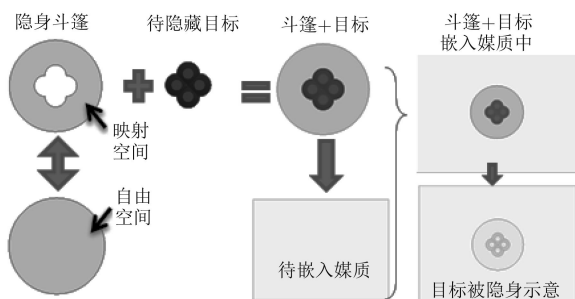 隐身斗篷
待隐藏目标
斗篷+目标
斗篷+目标
嵌入媒质中
映射
空间
自由
空间
待嵌入媒质
目标被隐身示意